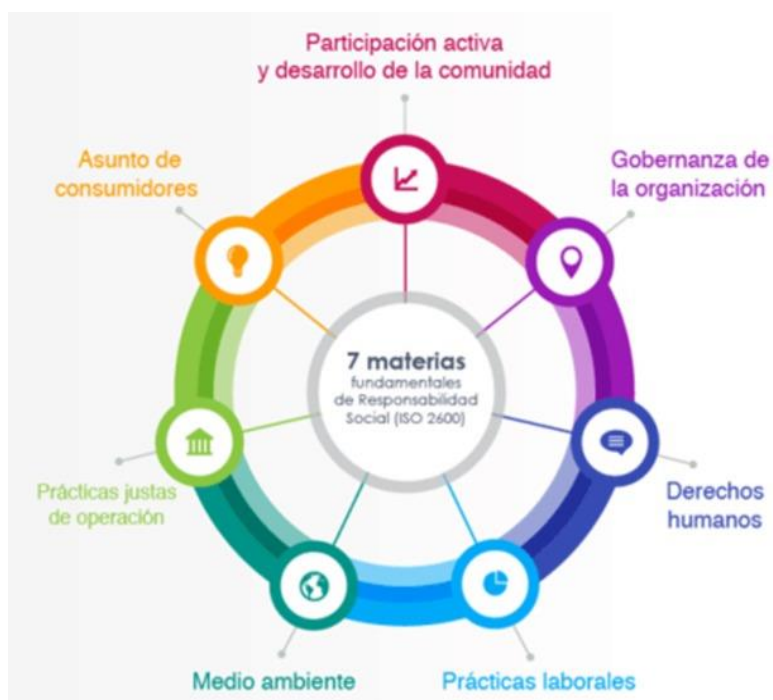 Participación activa
y desarrollo de la comunidad
Asunto de
consumidores
Gobernanza de
la organización
7 materias
fundamentales
de Responsabilidad
Social (ISO 2600)
Prácticas justas
de operación
Derechos
humanos
Medio ambiente
Prácticas laborales